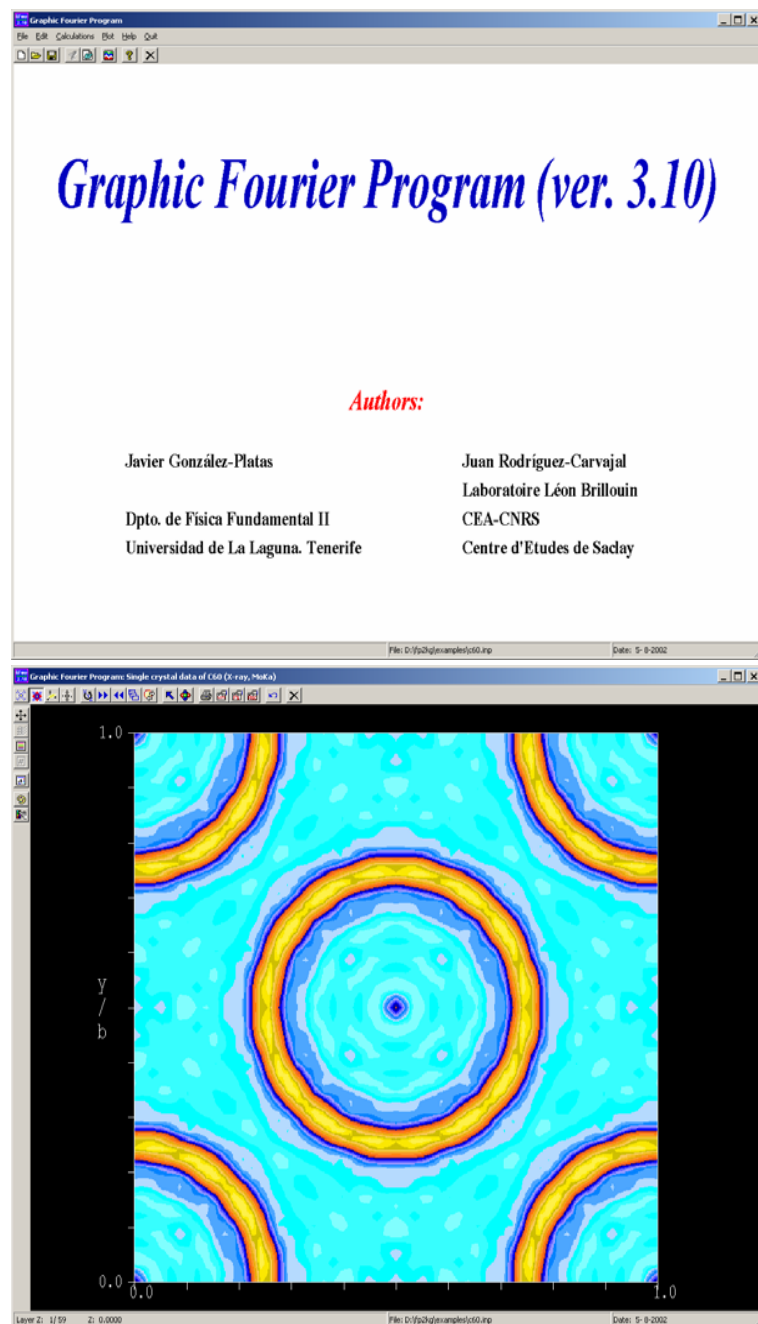 Graphic Fourier Program
File Edit Calculations Plot Help Quit
Graphic Fourier Program (ver. 3.10)
Authors:
Javier González-Platas
Juan Rodríguez-Carvajal
Laboratoire Léon Brillouin
Dpto. de Física Fundamental II
CEA-CNRS
Universidad de La Laguna. Tenerife
Centre d'Etudes de Saclay
File: D:\fp2kg\examples\c60.inp
Date: 5- 8-2002
Graphic Fourier Program: Single crystal data of C60 (X-ray, MoKa)
1.0
y
/
b
0.0
0.0
1.0
Layer Z: 1/59 Z: 0.0000
File: D:\fp2kg\examples\c60.inp
Date: 5- 8-2002